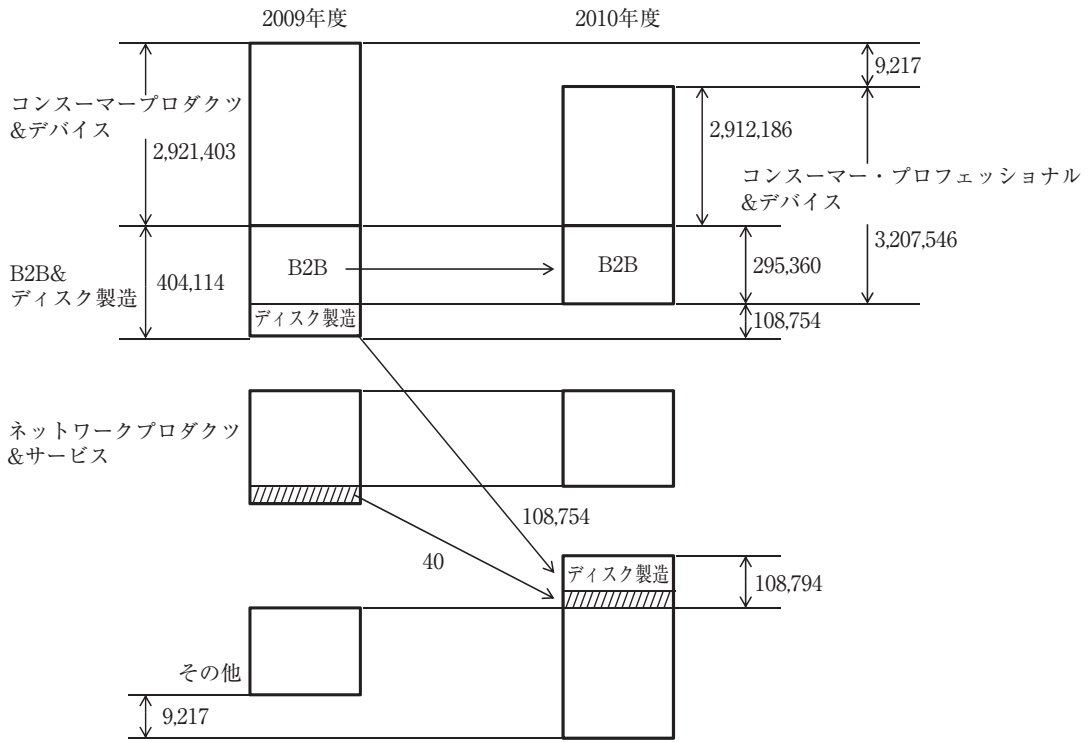 2009年度
2010年度
9,217
コンスーマープロダクツ
&デバイス
2,921,403
2,912,186
コンスーマー・プロフェッショナル
&デバイス
3,207,546
B2B&
ディスク製造
404,114
B2B
B2B
295,360
ディスク製造
108,754
ネットワークプロダクツ
&サービス
108,754
40
ディスク製造
108,794
その他
9,217